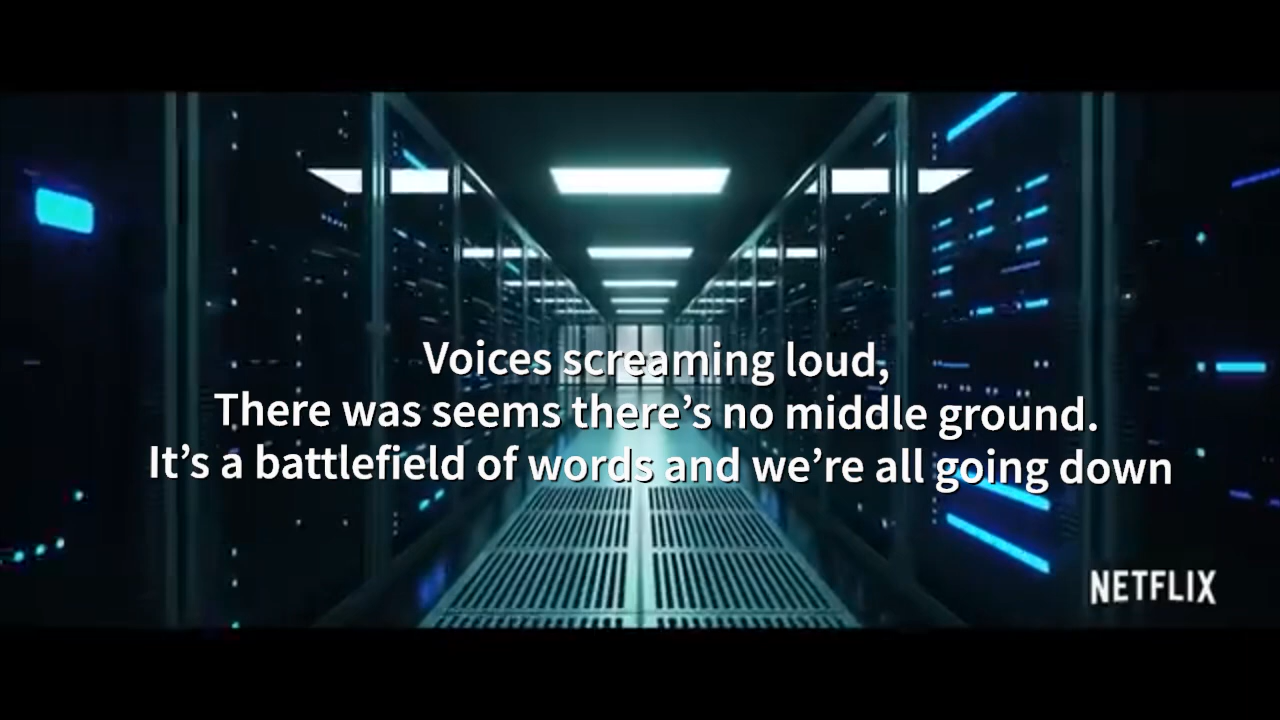 Voices screaming loud,
There was seems there’s no middle ground.
It’s a battlefield of words and we’re all going down
NETFLIX